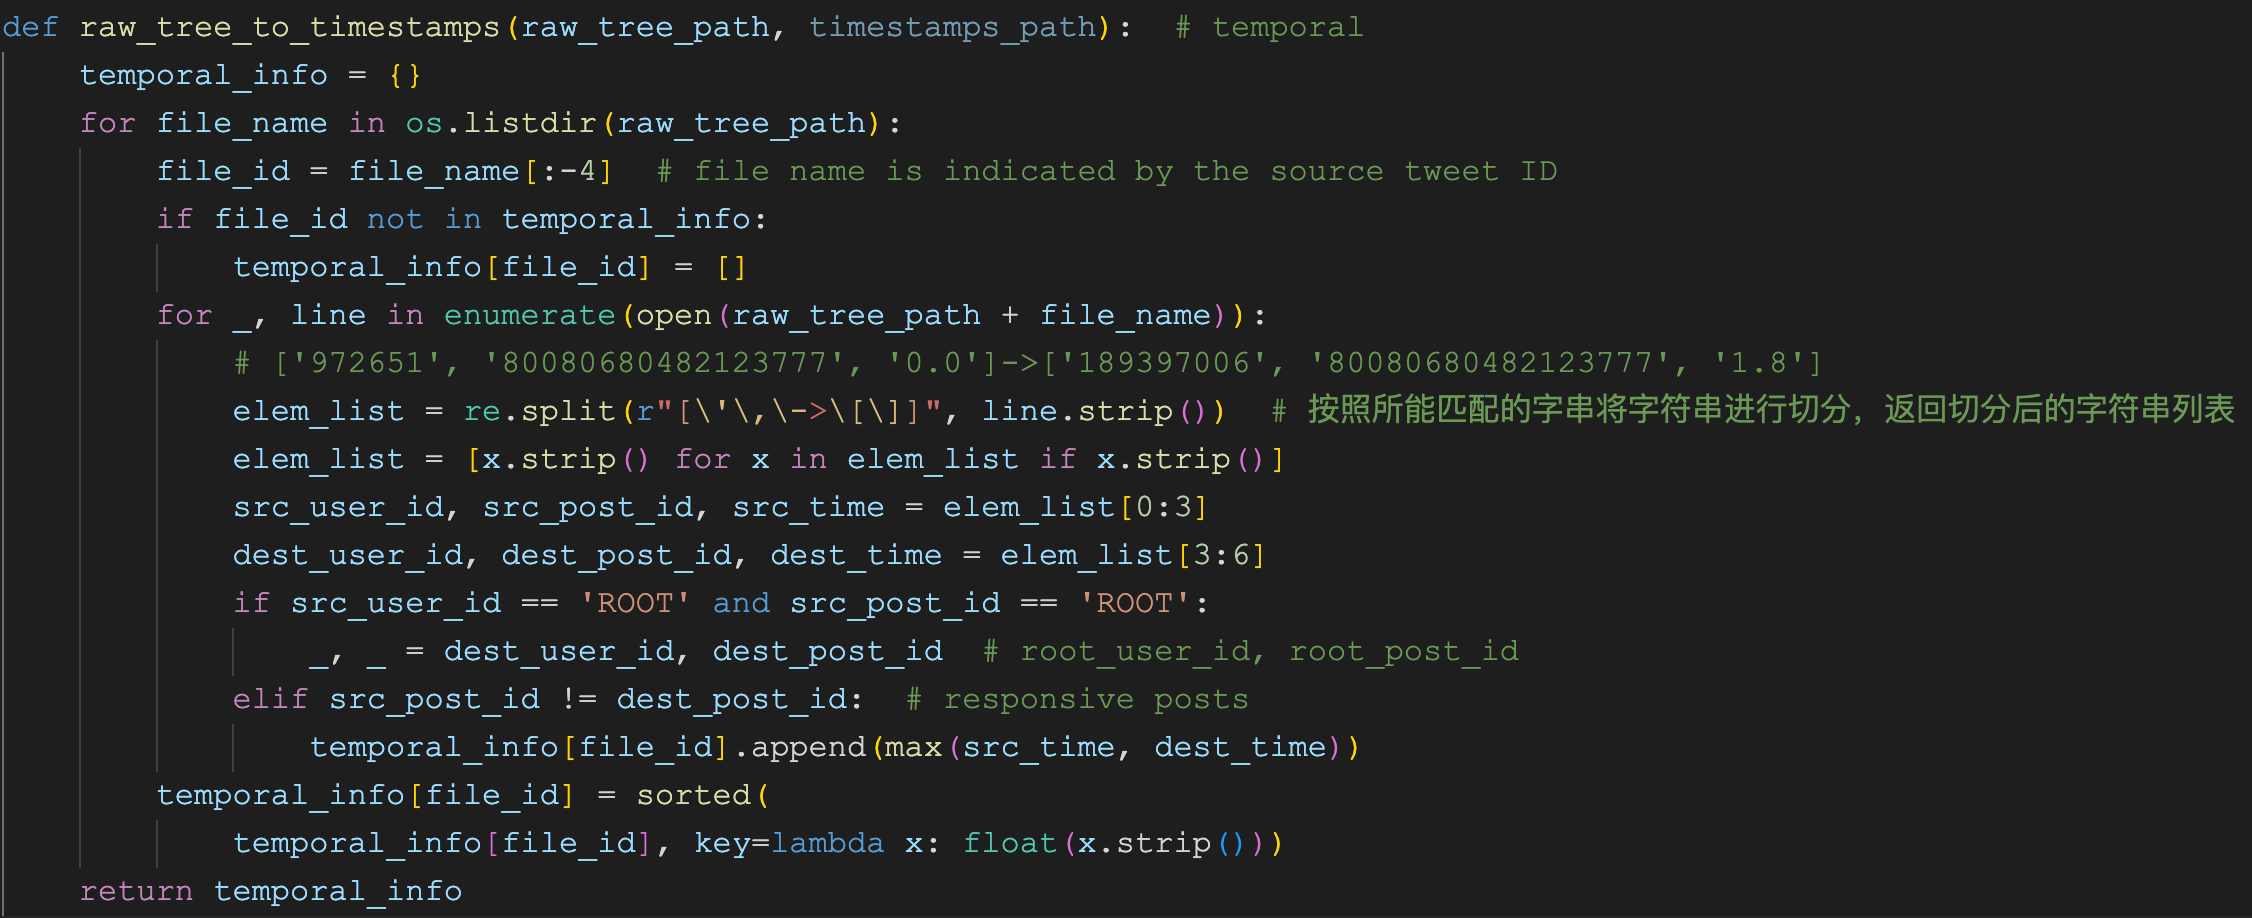 def raw_tree_to_timestamps(raw_tree_path, timestamps_path):  # temporal
    temporal_info = {}
    for file_name in os.listdir(raw_tree_path):
        file_id = file_name[:-4]  # file name is indicated by the source tweet ID
        if file_id not in temporal_info:
            temporal_info[file_id] = []
        for _, line in enumerate(open(raw_tree_path + file_name)):
            # ['972651', '80080680482123777', '0.0']->['189397006', '80080680482123777', '1.8']
            elem_list = re.split(r"[\'\,\->\[\]]", line.strip())  # 按照所能匹配的字串将字符串进行切分，返回切分后的字符串列表
            elem_list = [x.strip() for x in elem_list if x.strip()]
            src_user_id, src_post_id, src_time = elem_list[0:3]
            dest_user_id, dest_post_id, dest_time = elem_list[3:6]
            if src_user_id == 'ROOT' and src_post_id == 'ROOT':
                _, _ = dest_user_id, dest_post_id  # root_user_id, root_post_id
            elif src_post_id != dest_post_id:  # responsive posts
                temporal_info[file_id].append(max(src_time, dest_time))
        temporal_info[file_id] = sorted(
            temporal_info[file_id], key=lambda x: float(x.strip()))
    return temporal_info